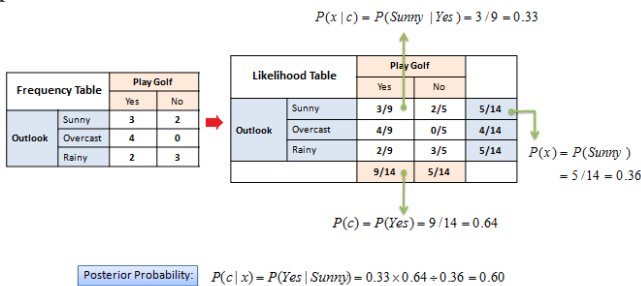 P(x | c) = P(Sunny | Yes) = 3 / 9 = 0.33
Frequency Table Play Golf
Yes No
Outlook Sunny 3 2
Overcast 4 0
Rainy 2 3
Likelihood Table Play Golf
Yes No
Outlook Sunny 3/9 2/5 5/14
Overcast 4/9 0/5 4/14
Rainy 2/9 3/5 5/14
9/14 5/14
P(x) = P(Sunny )
= 5 / 14 = 0.36
P(c) = P(Yes) = 9 / 14 = 0.64
Posterior Probability: P(c | x) = P(Yes | Sunny) = 0.33 × 0.64 ÷ 0.36 = 0.60